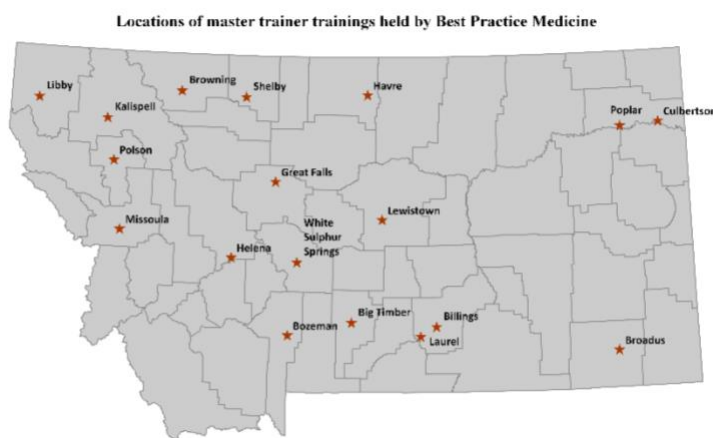 Locations of master trainer trainings held by Best Practice Medicine
Libby
Browning
Shelby
Havre
Kalispell
Poplar
Culbertson
Polson
Great Falls
Missoula
White
Sulphur
Springs
Lewistown
Helena
Bozeman
Big Timber
Billings
Laurel
Broadus